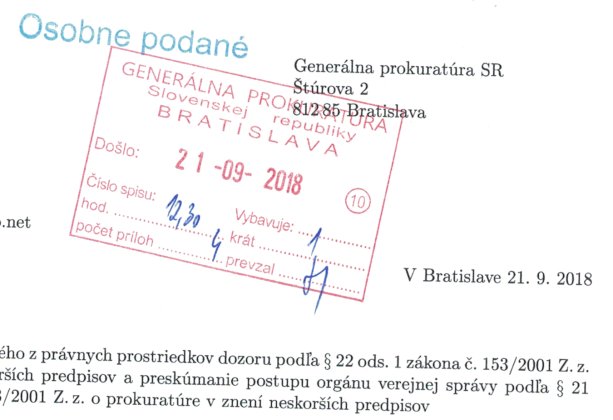 Osobne podané
Generálna prokuratúra SR
Štúrova 2
812 85 Bratislava
GENERÁLNA PROKURATÚRA
Slovenskej republiky
BRATISLAVA
Došlo: 21 -09- 2018
10
Číslo spisu:
Vybavuje:
hod. 12,30 krát 1
počet príloh 4 prevzal
.net
V Bratislave 21. 9. 2018
ého z právnych prostriedkov dozoru podľa § 22 ods. 1 zákona č. 153/2001 Z. z.
rších predpisov a preskúmanie postupu orgánu verejnej správy podľa § 21
/2001 Z. z. o prokuratúre v znení neskorších predpisov